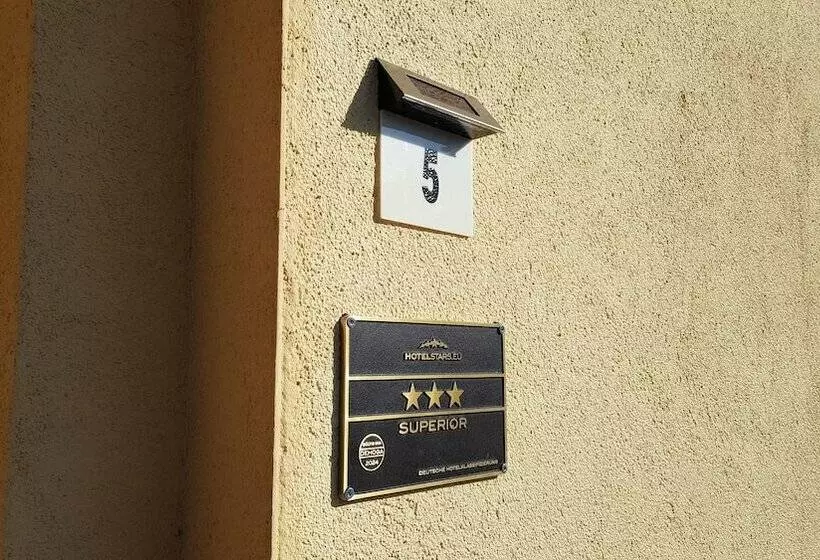 5
HOTELSTARS.EU
SUPERIOR
DEHOGA
2024
DEUTSCHE HOTELKLASSIFIZIERUNG